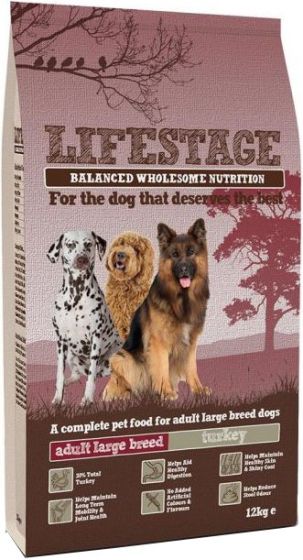 LIFESTAGE
BALANCED WHOLESOME NUTRITION
For the dog that deserves the best
A complete pet food for adult large breed dogs
adult large breed turkey
Total
Turkey
Helps Aid
Healthy
Digestion
Helps Maintain
Healthy Skin
& Shiny Coat
Helps Maintain
Long Term
Mobility &
Joint Health
No Added
Artificial
Colours &
Flavours
Helps Reduce
Stool Odour
12kg e